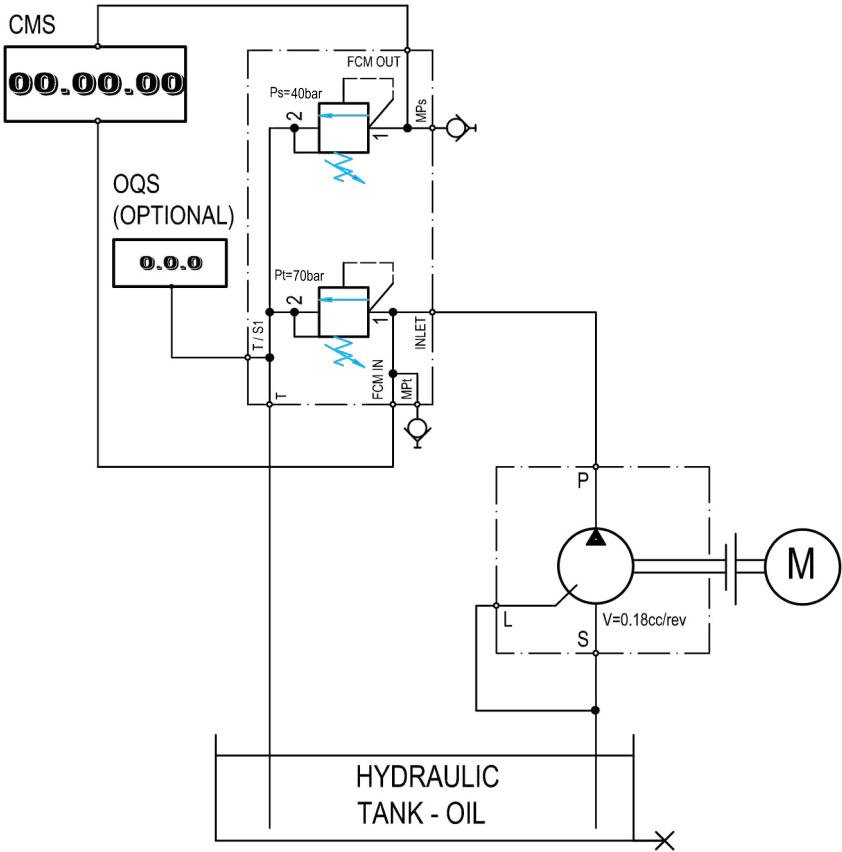 CMS
00.00.00
FCM OUT
Ps=40bar
2
1
MPs
OQS
(OPTIONAL)
0.0.0
Pt=70bar
2
1
T / S1
INLET
T
FCM IN
MPt
P
M
L
V=0.18cc/rev
S
HYDRAULIC
TANK - OIL